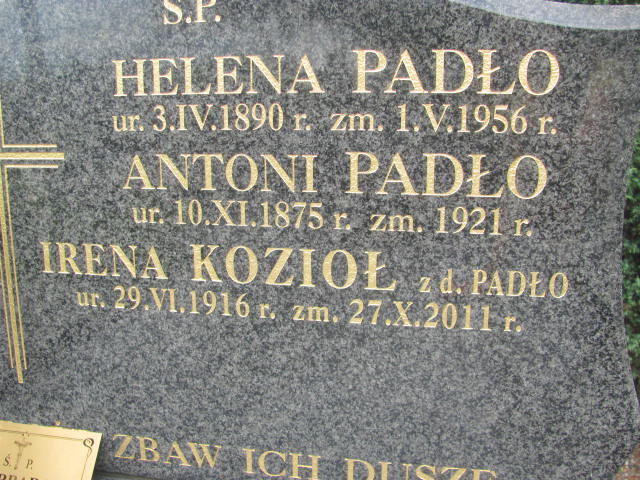 Ś.P.
HELENA PADŁO
ur. 3.IV.1890 r. zm. 1.V.1956 r.
ANTONI PADŁO
ur. 10.XI.1875 r. zm. 1921 r.
IRENA KOZIOŁ z d. PADŁO
ur. 29.VI.1916 r. zm. 27.X.2011 r.
ZBAW ICH DUSZE
Ś. P.